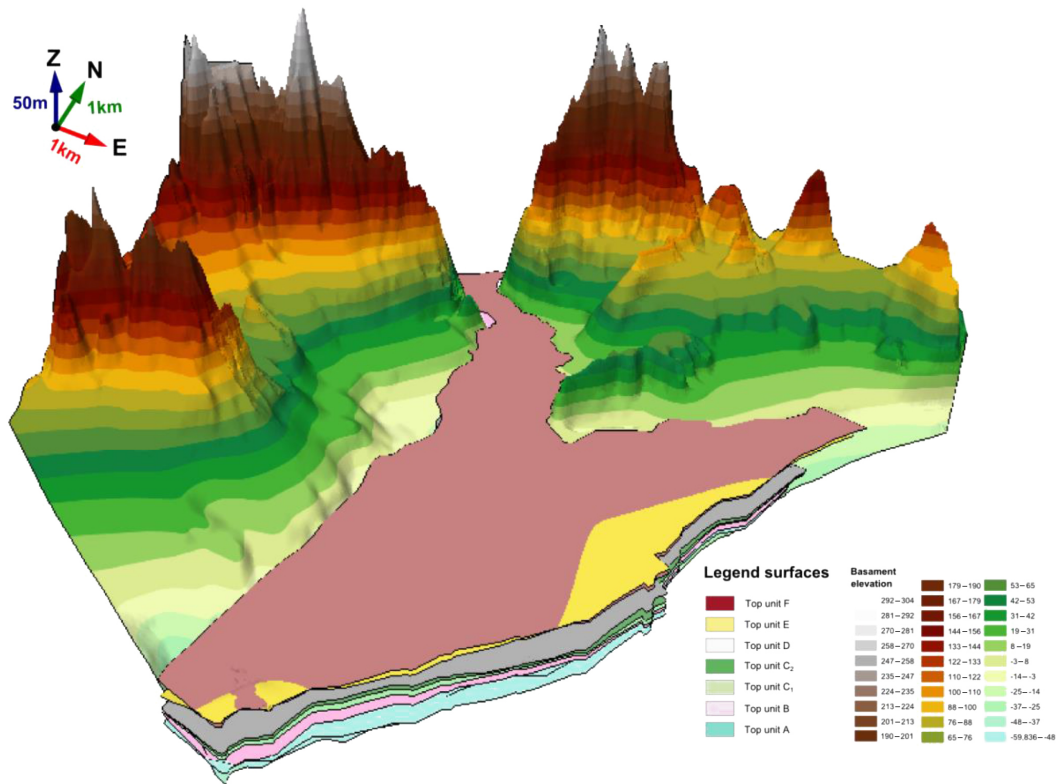 Z
N
50m
1km
E
1km
Legend surfaces
Top unit F
Top unit E
Top unit D
Top unit C₂
Top unit C₁
Top unit B
Top unit A
Basament
elevation
292–304
281–292
270–281
258–270
247–258
235–247
224–235
213–224
201–213
190–201
179–190
167–179
156–167
144–156
133–144
122–133
110–122
100–110
88–100
76–88
65–76
53–65
42–53
31–42
19–31
8–19
-3–8
-14–-3
-25–-14
-37–-25
-48–-37
-59.836–-48